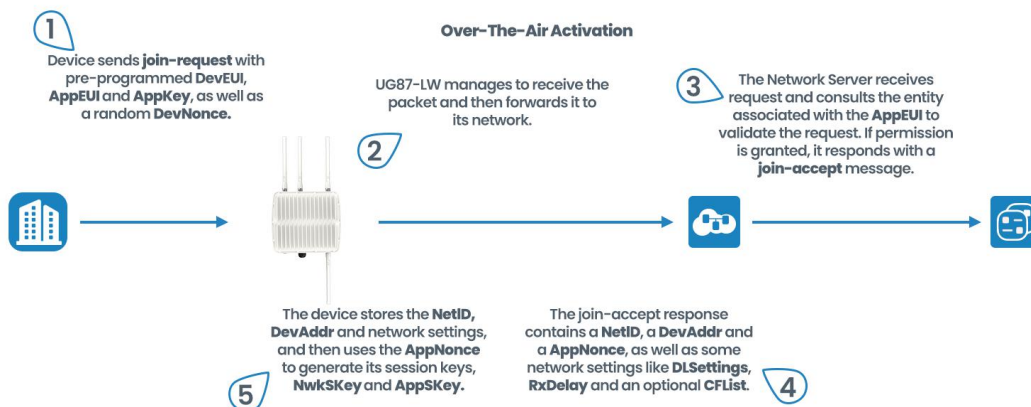 Over-The-Air Activation
1
Device sends join-request with
pre-programmed DevEUI,
AppEUI and AppKey, as well as
a random DevNonce.
UG87-LW manages to receive the
packet and then forwards it to
its network.
2
3
The Network Server receives
request and consults the entity
associated with the AppEUI to
validate the request. If permission
is granted, it responds with a
join-accept message.
The join-accept response
contains a NetID, a DevAddr and
a AppNonce, as well as some
network settings like DLSettings,
RxDelay and an optional CFList.
4
The device stores the NetID,
DevAddr and network settings,
and then uses the AppNonce
to generate its session keys,
NwkSKey and AppSKey.
5